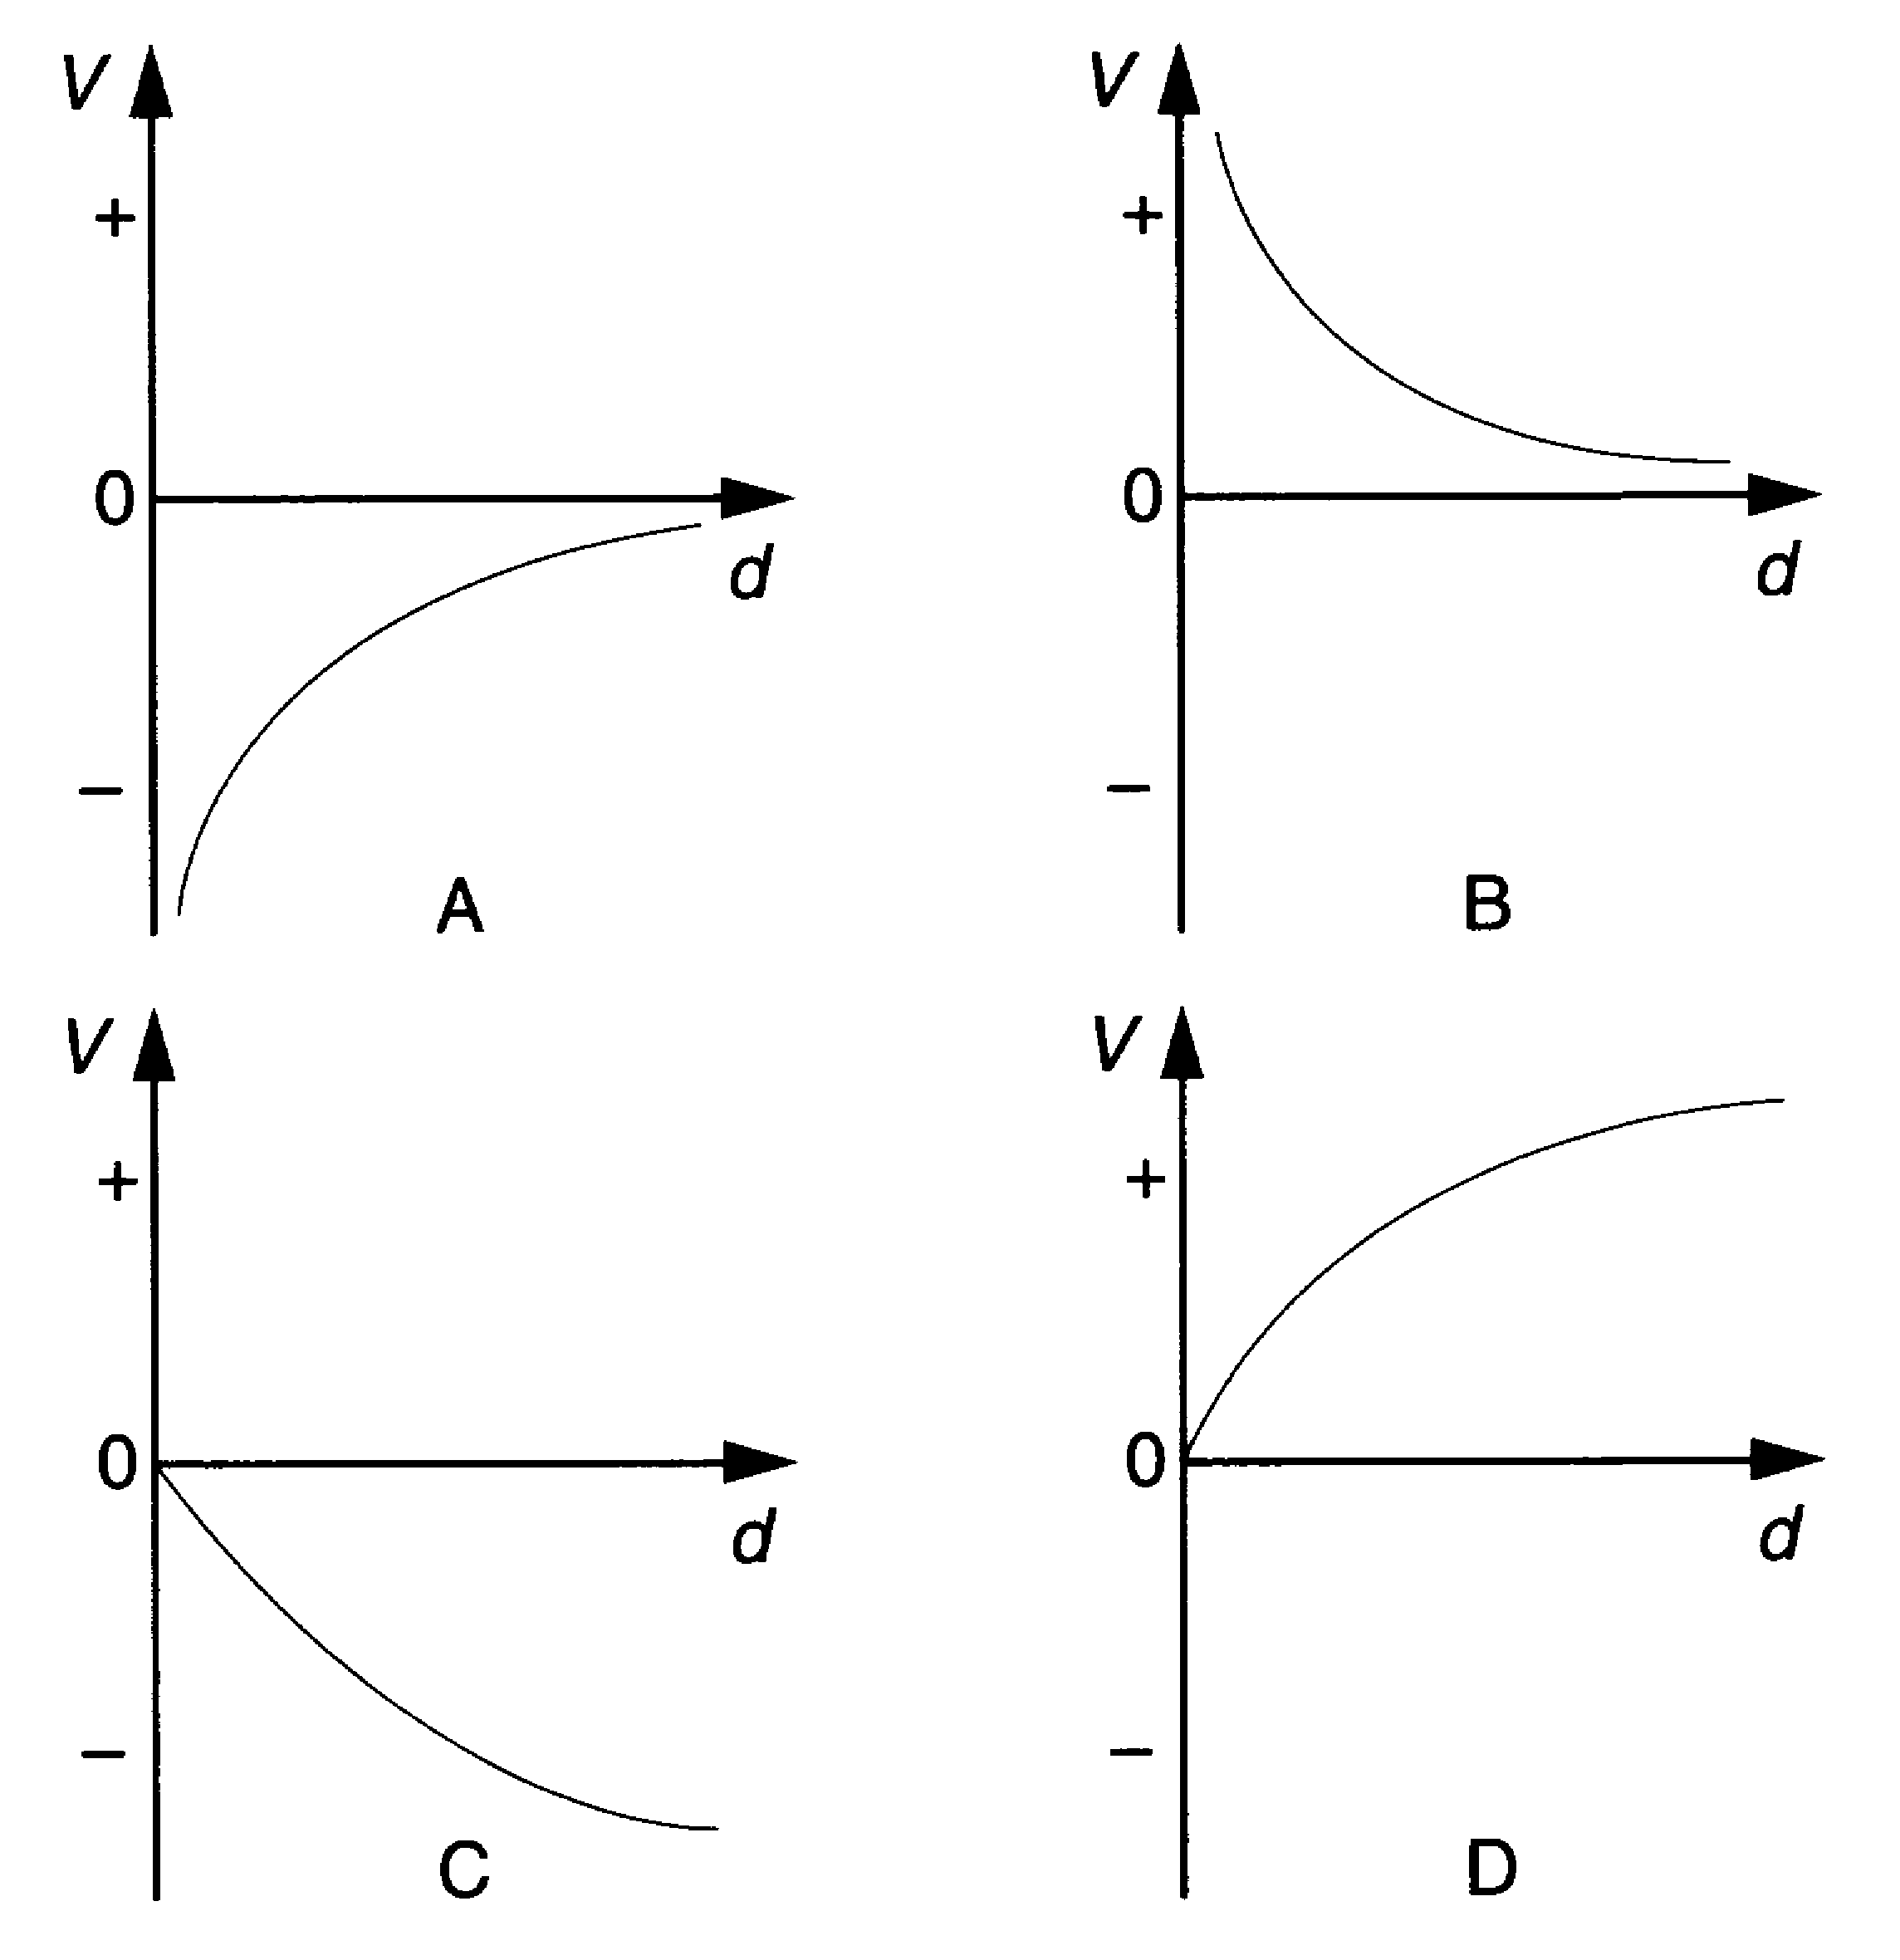 V
+
0
d
–
A
V
+
0
d
–
B
V
+
0
d
–
C
V
+
0
d
–
D